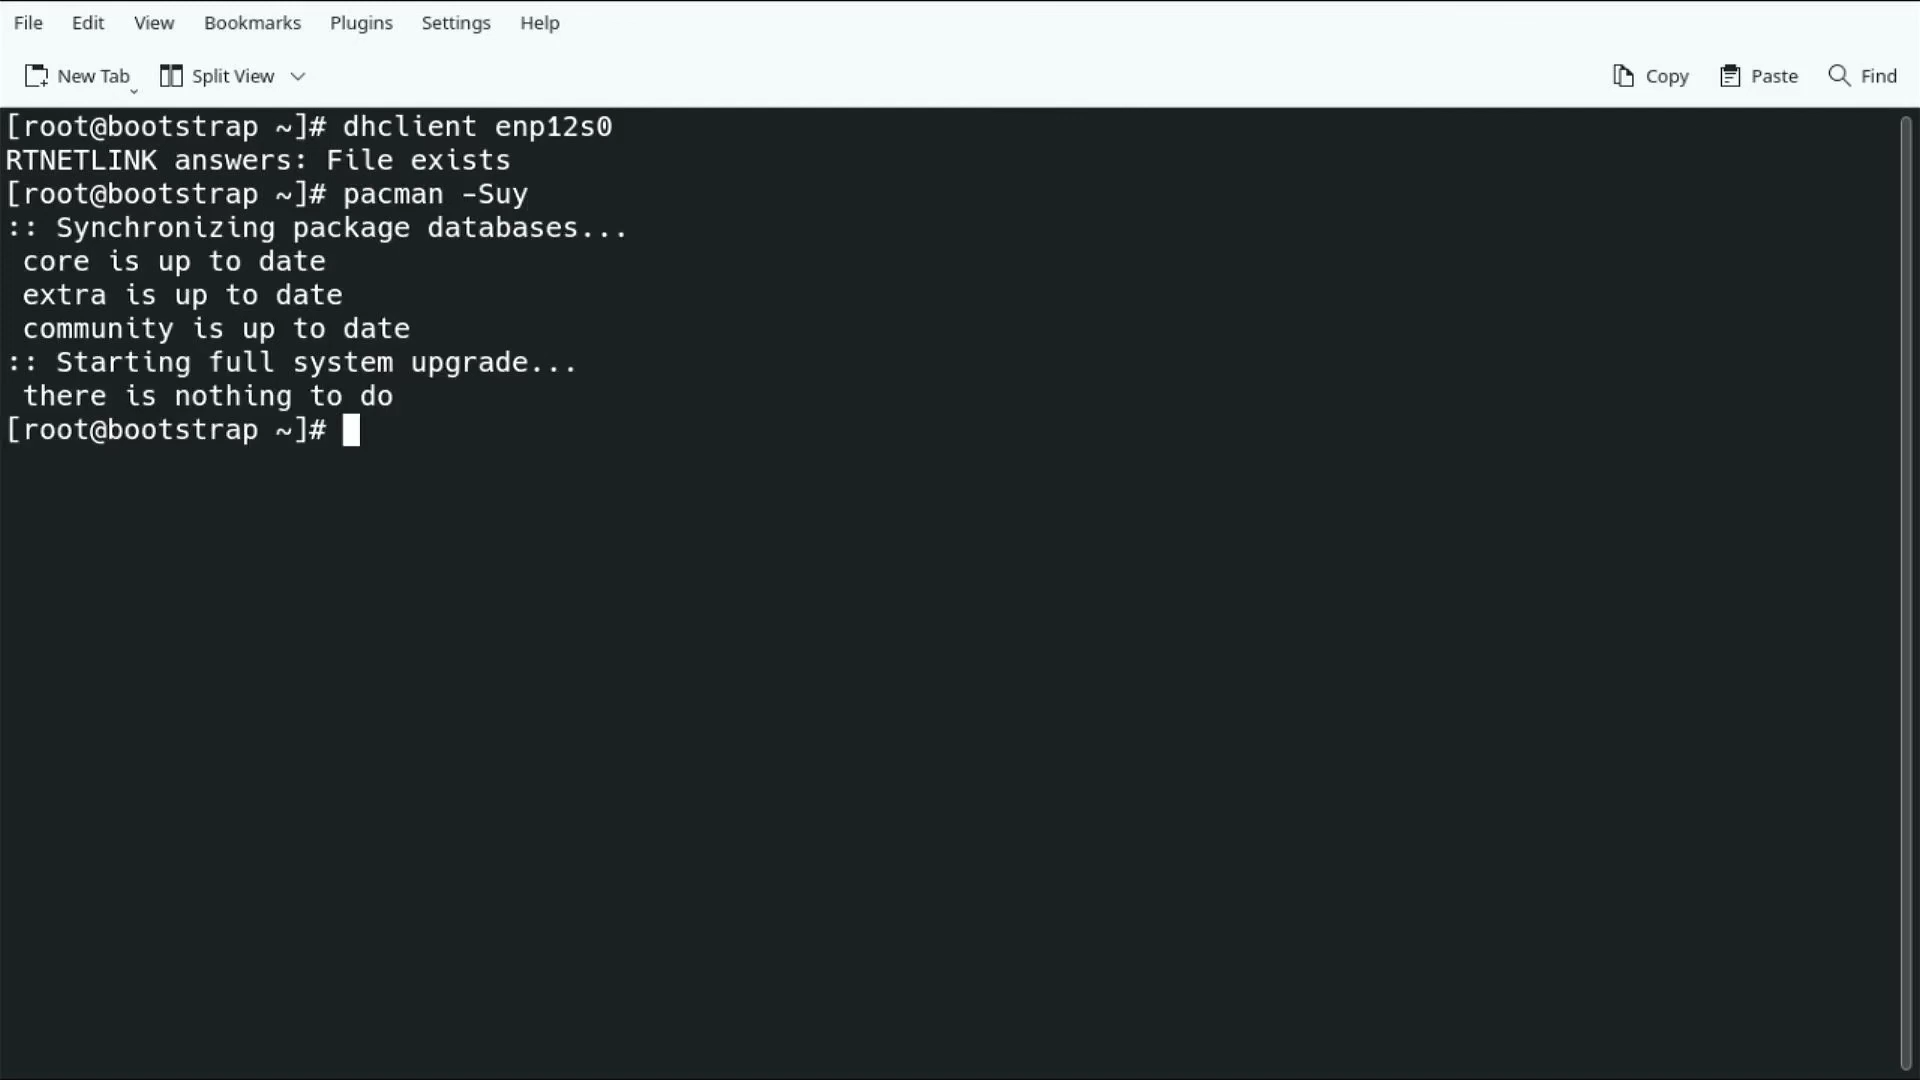 File Edit View Bookmarks Plugins Settings Help
New Tab Split View Copy Paste Find
[root@bootstrap ~]# dhclient enp12s0
RTNETLINK answers: File exists
[root@bootstrap ~]# pacman -Suy
:: Synchronizing package databases...
 core is up to date
 extra is up to date
 community is up to date
:: Starting full system upgrade...
 there is nothing to do
[root@bootstrap ~]#